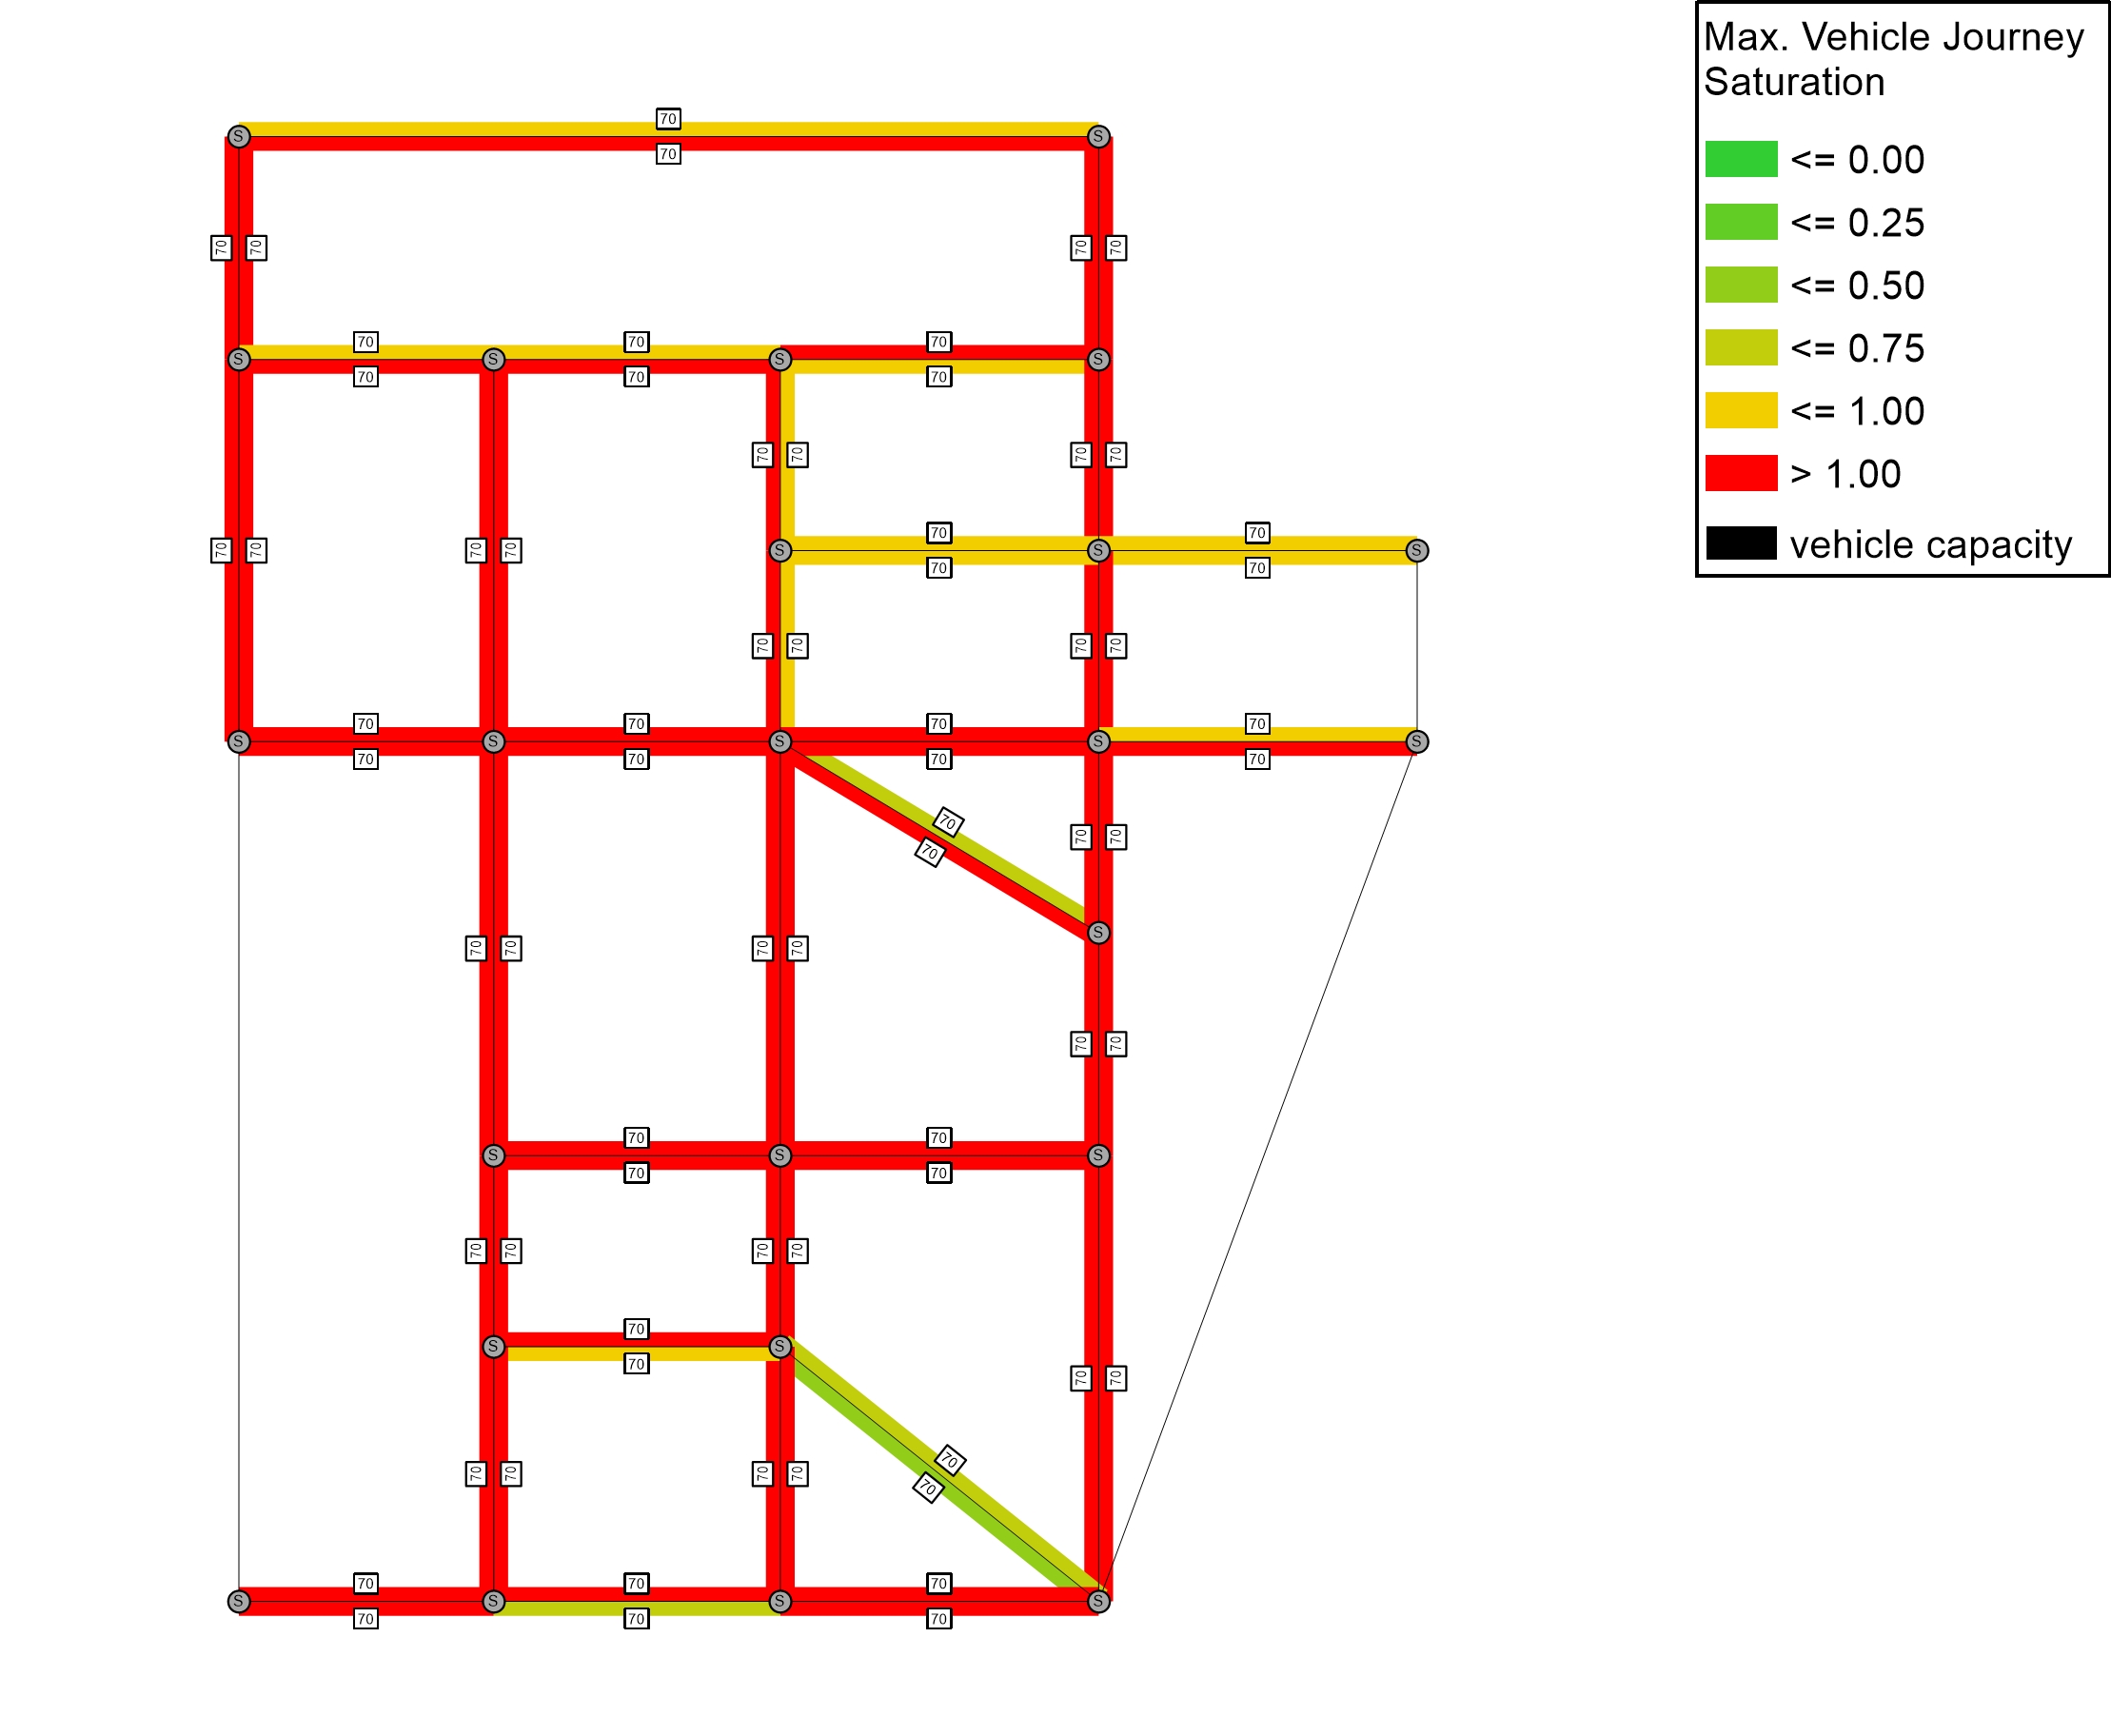 Max. Vehicle Journey
Saturation
<= 0.00
<= 0.25
<= 0.50
<= 0.75
<= 1.00
> 1.00
vehicle capacity
70
S S
70
70 70 70 70
70 70 70
S S S S
70 70 70
70 70 70 70
70 70
70 70 70 70 S S S
70 70
70 70 70 70
70 70 70 70
S S S S S
70 70 70 70
70
70 70
70
S
70 70 70 70
70 70
70 70
S S S
70 70
70 70 70 70
70
S S
70
70 70
70
70 70 70 70
70
70 70 70
S S S S
70 70 70